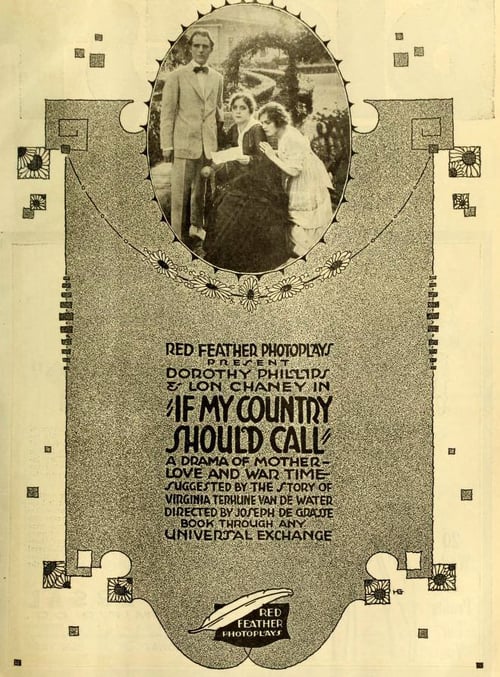 RED FEATHER PHOTOPLAYS
PRESENT
DOROTHY PHILLIPS
& LON CHANEY IN
"IF MY COUNTRY
SHOULD CALL"
A DRAMA OF MOTHER-
LOVE AND WAR TIME-
SUGGESTED BY THE STORY OF
VIRGINIA TERHUNE VAN DE WATER
DIRECTED BY JOSEPH DE GRASSE
BOOK THROUGH ANY
UNIVERSAL EXCHANGE
RED
FEATHER
PHOTOPLAYS